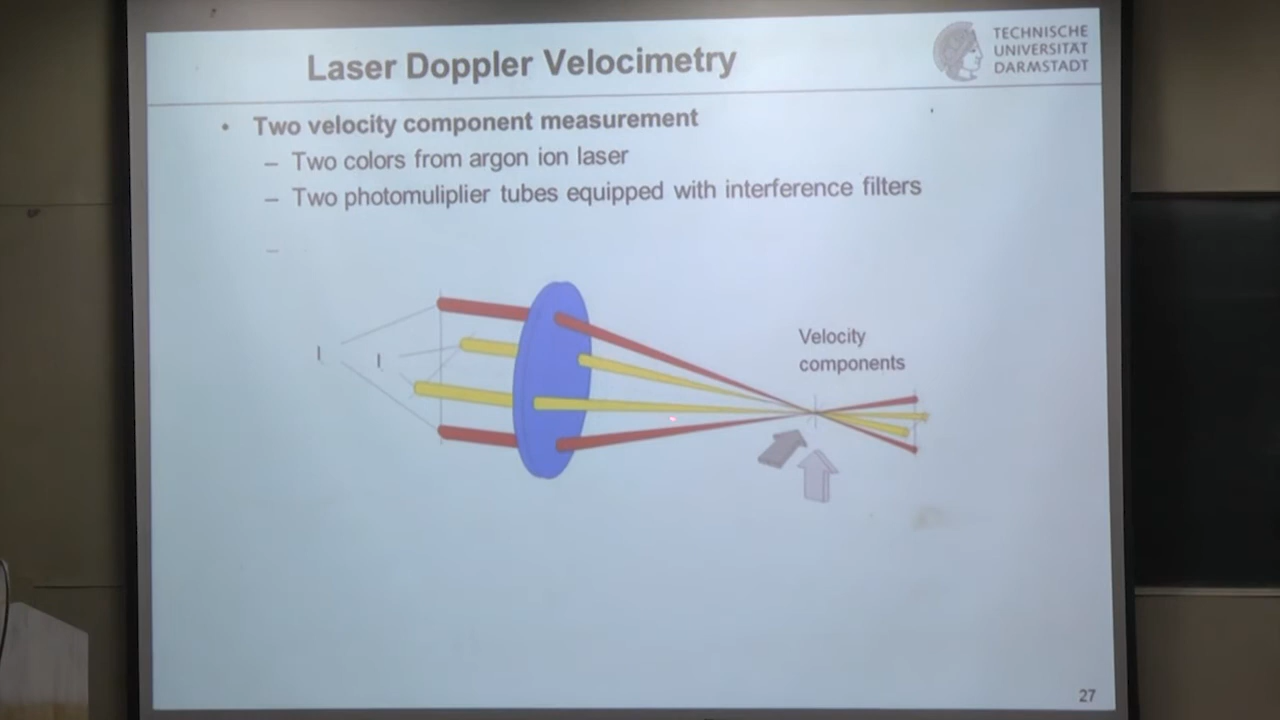 Laser Doppler Velocimetry
TECHNISCHE
UNIVERSITÄT
DARMSTADT
• Two velocity component measurement
– Two colors from argon ion laser
– Two photomuliplier tubes equipped with interference filters
–
l
l
Velocity
components
27